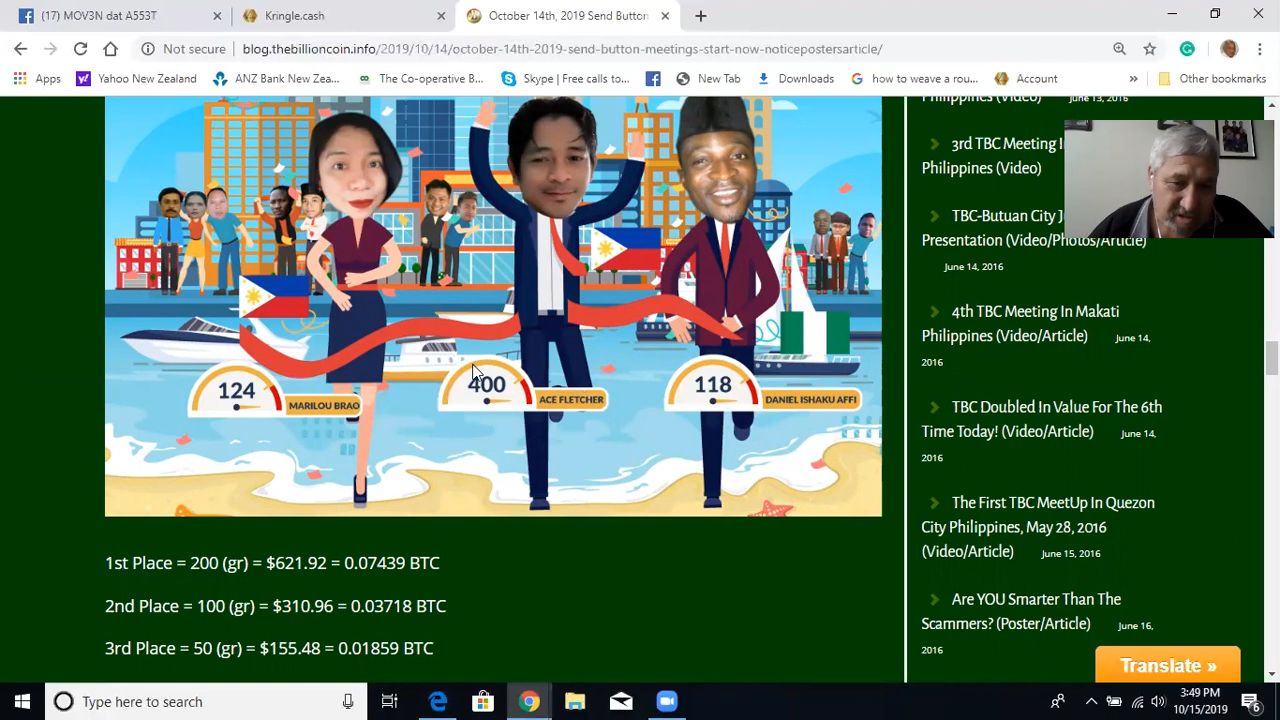 (17) MOV3N dat A553T
Kringle.cash
October 14th, 2019 Send Button
Not secure
blog.thebillioncoin.info/2019/10/14/october-14th-2019-send-button-meetings-start-now-noticepostersarticle/
Apps
Yahoo New Zealand
ANZ Bank New Zea...
The Co-operative B...
Skype | Free calls to...
New Tab
Downloads
how to weave a rou...
Account
Other bookmarks
124
MARILOU BRAO
400
ACE FLETCHER
118
DANIEL ISHAKU AFFI
1st Place = 200 (gr) = $621.92 = 0.07439 BTC
2nd Place = 100 (gr) = $310.96 = 0.03718 BTC
3rd Place = 50 (gr) = $155.48 = 0.01859 BTC
Philippines (Video) June 13, 2016
3rd TBC Meeting
Philippines (Video)
TBC-Butuan City
Presentation (Video/Photos/Article)
June 14, 2016
4th TBC Meeting In Makati
Philippines (Video/Article) June 14,
2016
TBC Doubled In Value For The 6th
Time Today! (Video/Article) June 14,
2016
The First TBC MeetUp In Quezon
City Philippines, May 28, 2016
(Video/Article) June 15, 2016
Are YOU Smarter Than The
Scammers? (Poster/Article) June 16,
2016
Translate »
Type here to search
3:49 PM
10/15/2019
6